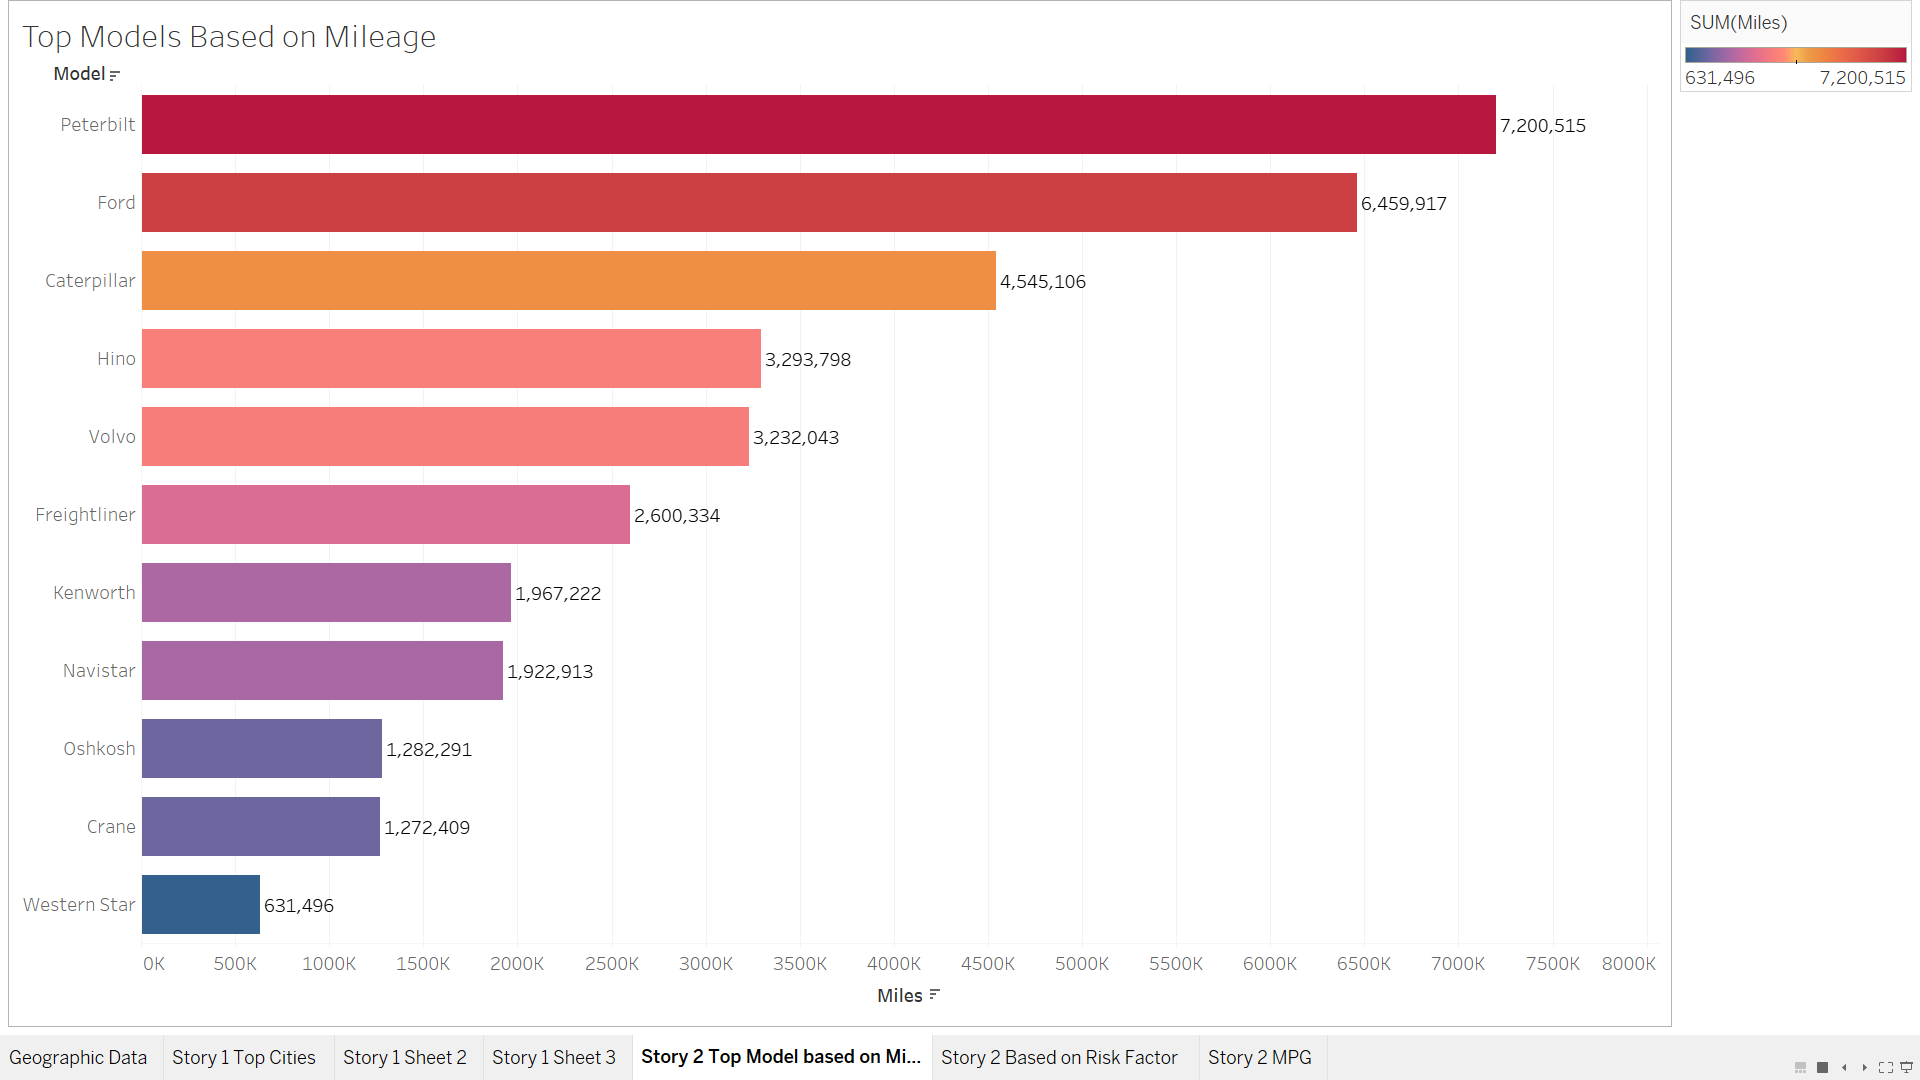 Top Models Based on Mileage
Model
Peterbilt 7,200,515
Ford 6,459,917
Caterpillar 4,545,106
Hino 3,293,798
Volvo 3,232,043
Freightliner 2,600,334
Kenworth 1,967,222
Navistar 1,922,913
Oshkosh 1,282,291
Crane 1,272,409
Western Star 631,496
0K 500K 1000K 1500K 2000K 2500K 3000K 3500K 4000K 4500K 5000K 5500K 6000K 6500K 7000K 7500K 8000K
Miles
SUM(Miles)
631,496 7,200,515
Geographic Data Story 1 Top Cities Story 1 Sheet 2 Story 1 Sheet 3 Story 2 Top Model based on Mi... Story 2 Based on Risk Factor Story 2 MPG